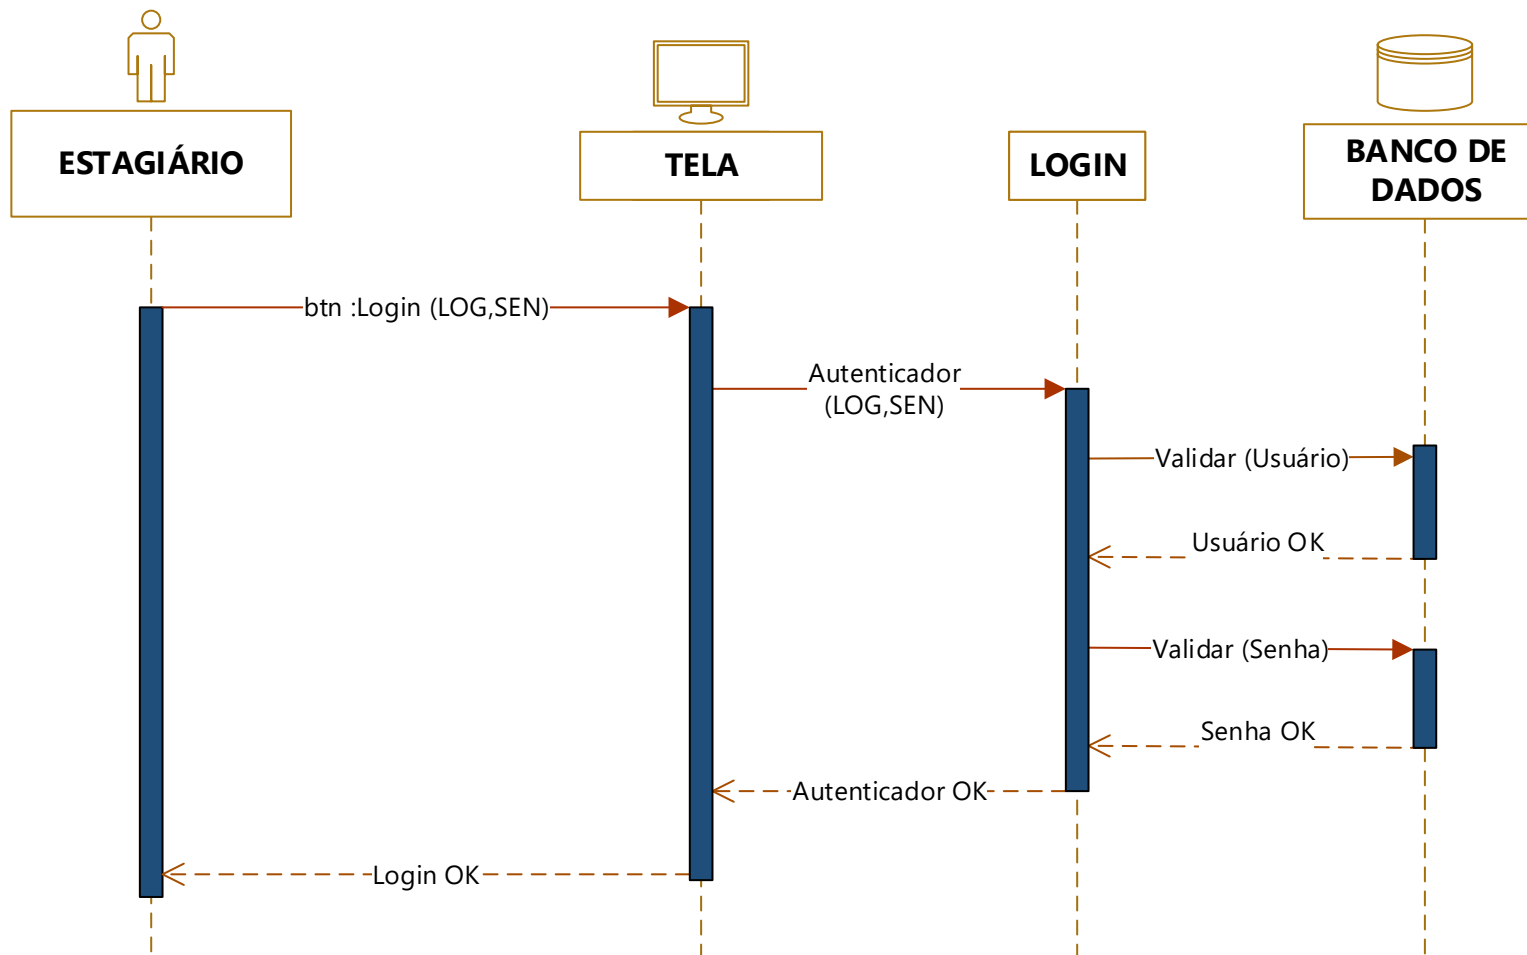 ESTAGIÁRIO
TELA
LOGIN
BANCO DE
DADOS
btn :Login (LOG,SEN)
Autenticador
(LOG,SEN)
Validar (Usuário)
Usuário OK
Validar (Senha)
Senha OK
Autenticador OK
Login OK